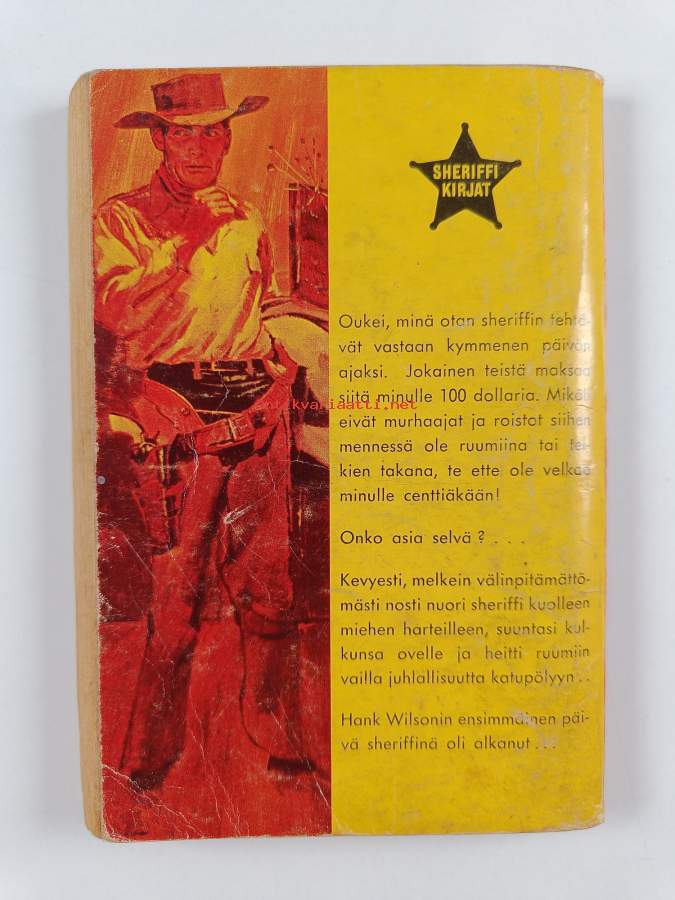 SHERIFFI
KIRJAT
Oukei, minä otan sheriffin tehtä-
vät vastaan kymmenen päivän
ajaksi. Jokainen teistä maksaa
siitä minulle 100 dollaria. Mikäli
antikvariaatti.net
eivät murhaajat ja roistot siihen
mennessä ole ruumiina tai tel-
kien takana, te ette ole velkaa
minulle centtiäkään!
Onko asia selvä? . . .
Kevyesti, melkein välinpitämättö-
mästi nosti nuori sheriffi kuolleen
miehen harteilleen, suuntasi kul-
kunsa ovelle ja heitti ruumiin
vailla juhlallisuutta katupölyyn..
Hank Wilsonin ensimmäinen päi-
vä sheriffinä oli alkanut...